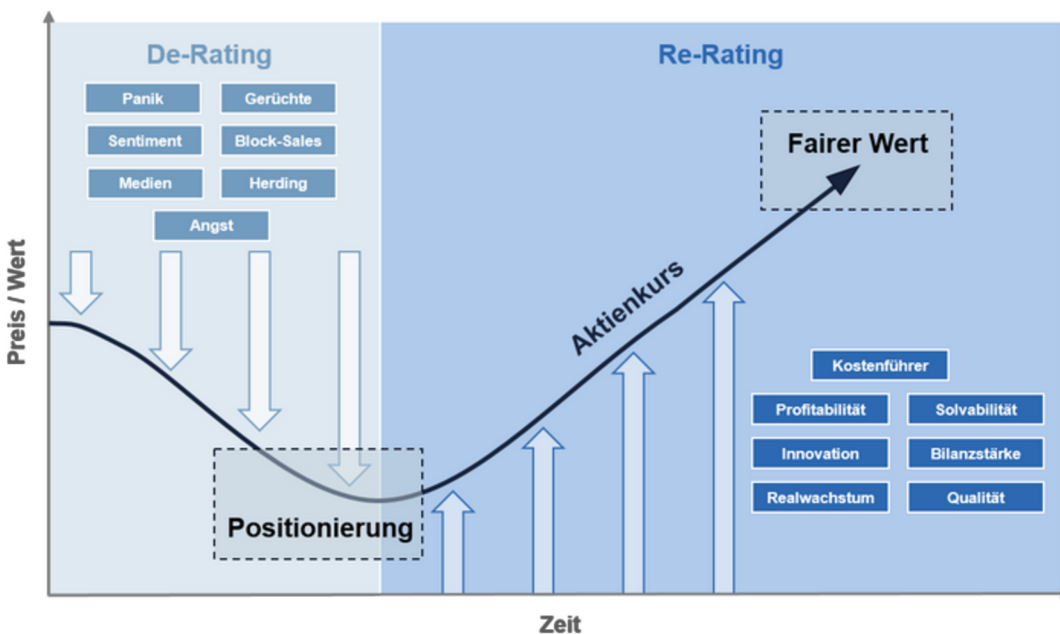 De-Rating
Re-Rating
Panik
Gerüchte
Sentiment
Block-Sales
Medien
Herding
Angst
Fairer Wert
Preis / Wert
Aktienkurs
Positionierung
Kostenführer
Profitabilität
Solvabilität
Innovation
Bilanzstärke
Realwachstum
Qualität
Zeit